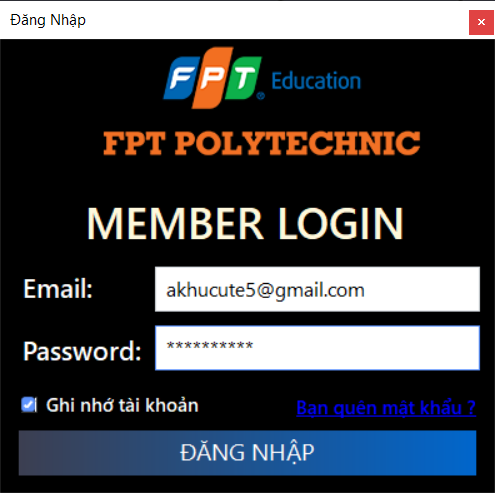 Đăng Nhập
FPT Education
FPT POLYTECHNIC
MEMBER LOGIN
Email: akhucute5@gmail.com
Password: **********
Ghi nhớ tài khoản Bạn quên mật khẩu ?
ĐĂNG NHẬP